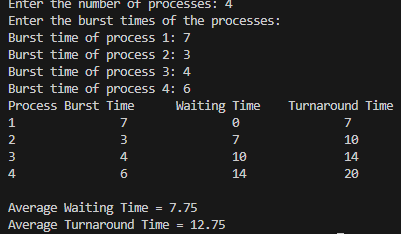 Enter the number of processes: 4
Enter the burst times of the processes:
Burst time of process 1: 7
Burst time of process 2: 3
Burst time of process 3: 4
Burst time of process 4: 6
Process Burst Time Waiting Time Turnaround Time
1 7 0 7
2 3 7 10
3 4 10 14
4 6 14 20
Average Waiting Time = 7.75
Average Turnaround Time = 12.75